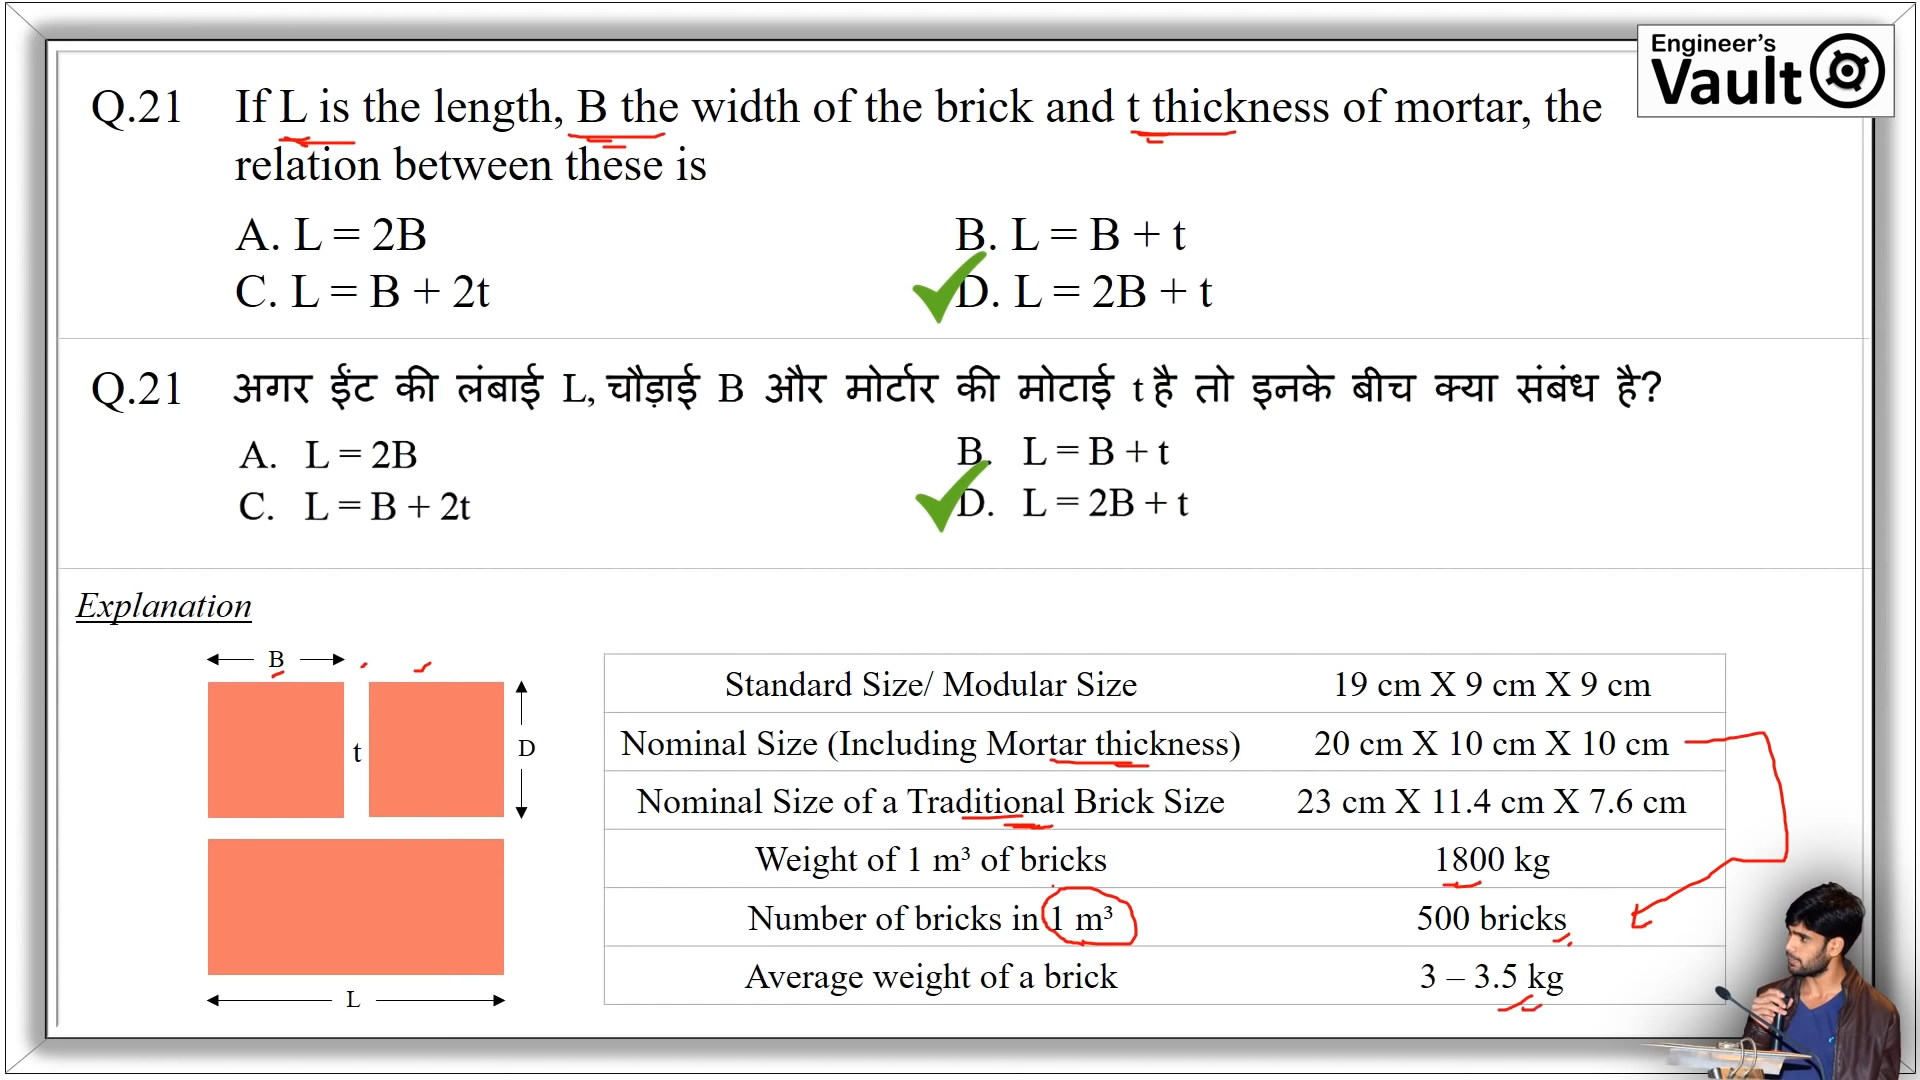 Engineer's
Vault
Q.21 If L is the length, B the width of the brick and t thickness of mortar, the
relation between these is
A. L = 2B B. L = B + t
C. L = B + 2t D. L = 2B + t
Q.21 अगर ईंट की लंबाई L, चौड़ाई B और मोर्टार की मोटाई t है तो इनके बीच क्या संबंध है?
A. L = 2B B. L = B + t
C. L = B + 2t D. L = 2B + t
Explanation
B
t
D
L
Standard Size/ Modular Size 19 cm X 9 cm X 9 cm
Nominal Size (Including Mortar thickness) 20 cm X 10 cm X 10 cm
Nominal Size of a Traditional Brick Size 23 cm X 11.4 cm X 7.6 cm
Weight of 1 m³ of bricks 1800 kg
Number of bricks in 1 m³ 500 bricks
Average weight of a brick 3 – 3.5 kg